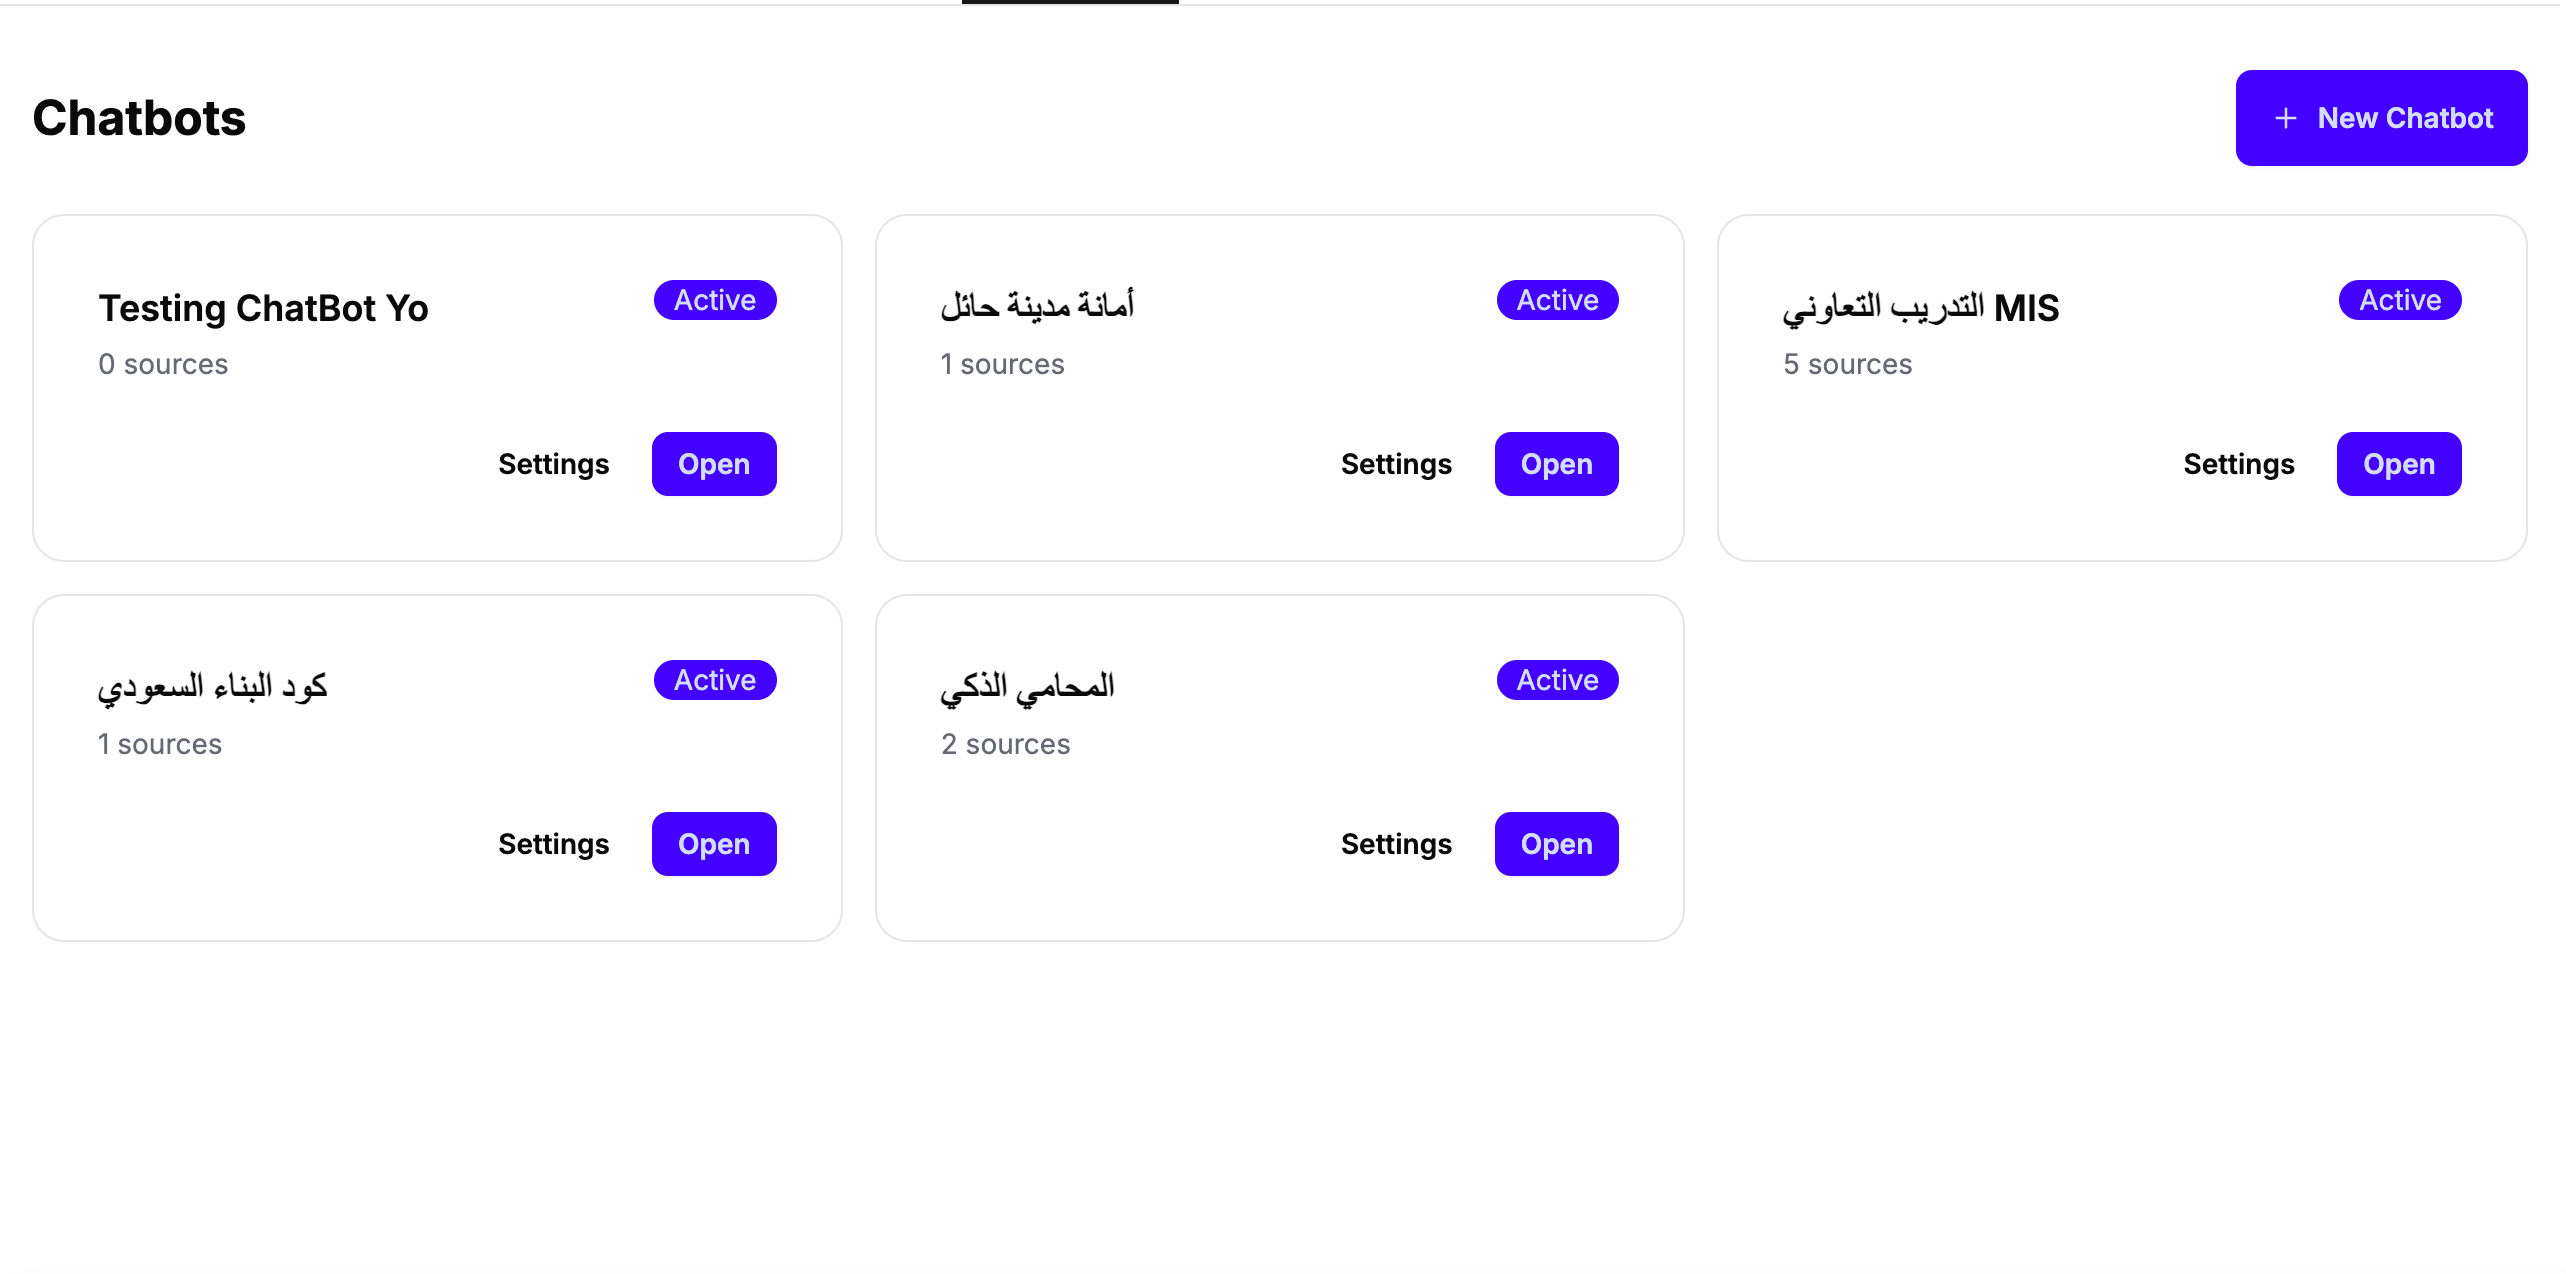 Chatbots
+ New Chatbot
Testing ChatBot Yo
Active
0 sources
Settings
Open
أمانة مدينة حائل
Active
1 sources
Settings
Open
التدريب التعاوني MIS
Active
5 sources
Settings
Open
كود البناء السعودي
Active
1 sources
Settings
Open
المحامي الذكي
Active
2 sources
Settings
Open